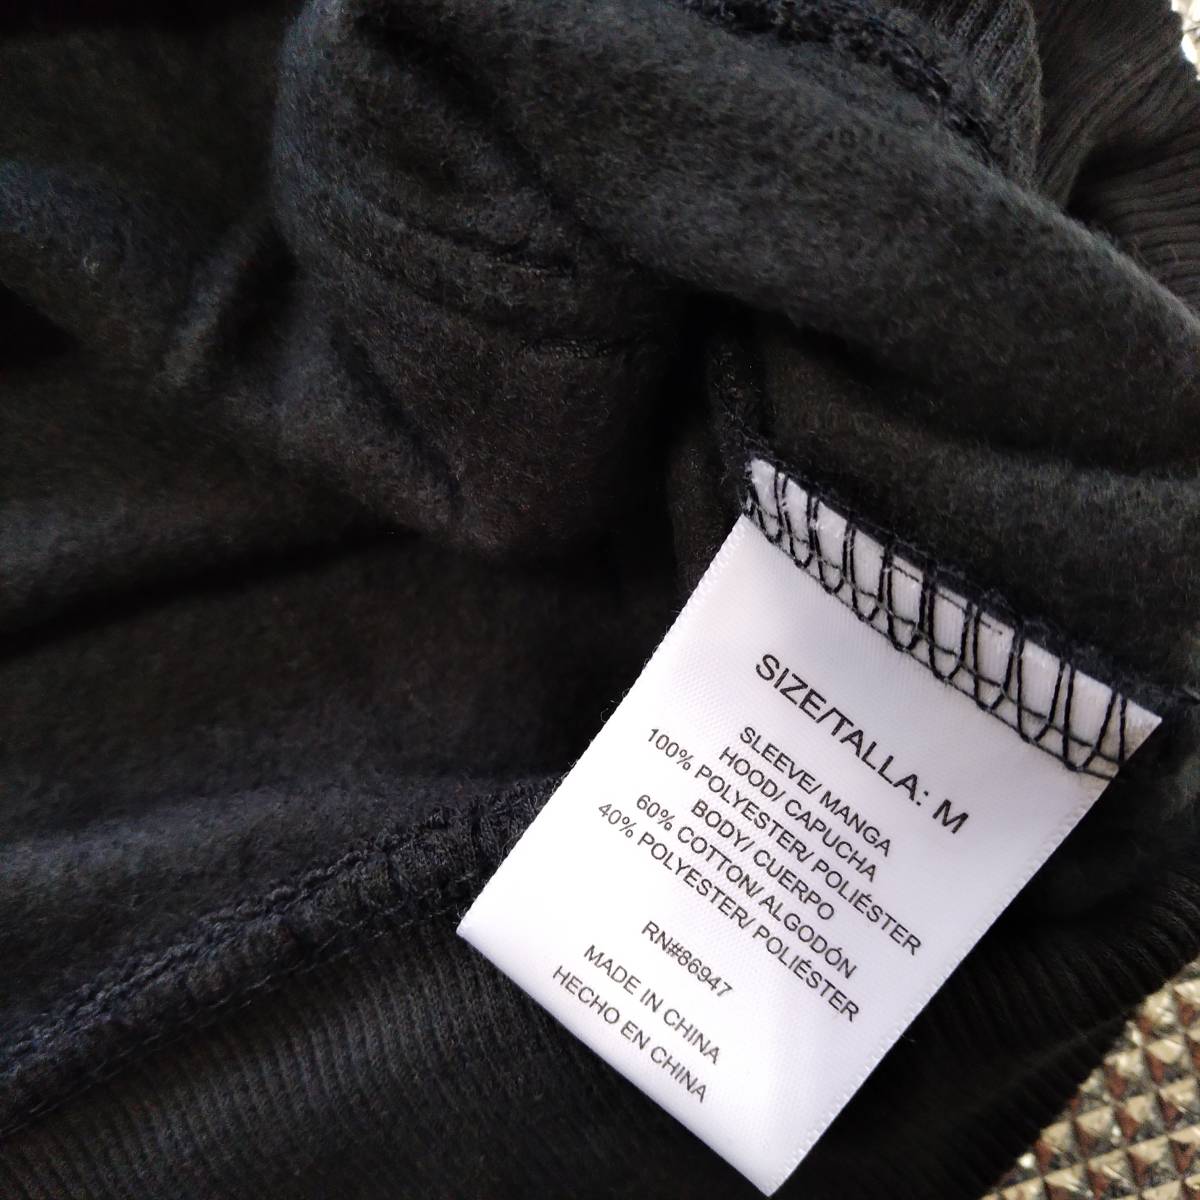 SIZE/TALLA: M
SLEEVE/ MANGA
HOOD/ CAPUCHA
100% POLYESTER/ POLIÉSTER
BODY/ CUERPO
60% COTTON/ ALGODÓN
40% POLYESTER/ POLIÉSTER
RN#86947
MADE IN CHINA
HECHO EN CHINA